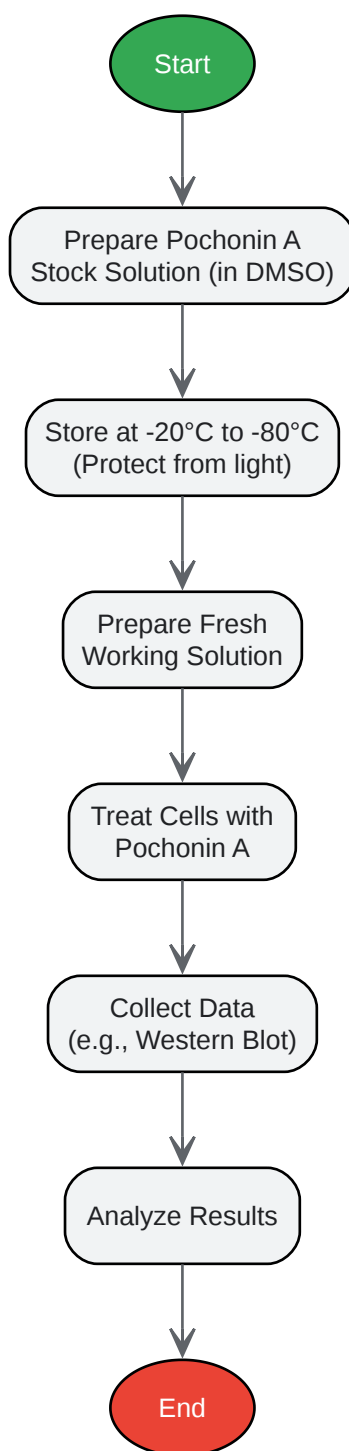 Start
Prepare Pochonin A
Stock Solution (in DMSO)
Store at -20°C to -80°C
(Protect from light)
Prepare Fresh
Working Solution
Treat Cells with
Pochonin A
Collect Data
(e.g., Western Blot)
Analyze Results
End